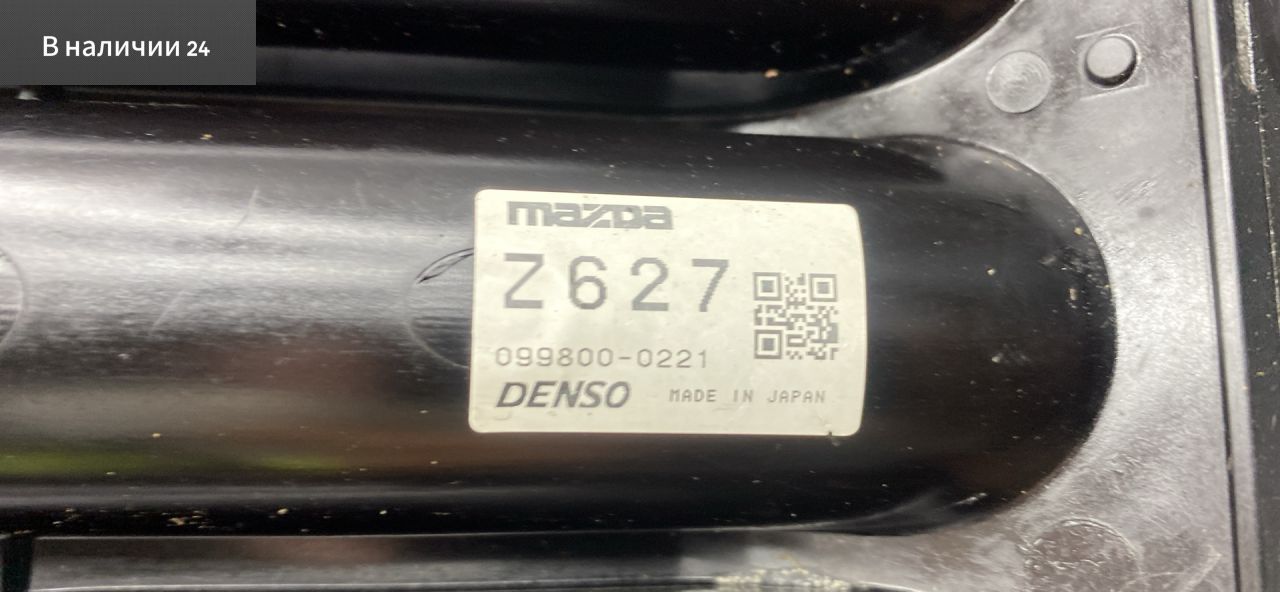 В наличии 24
mazda
Z627
099800-0221
DENSO MADE IN JAPAN